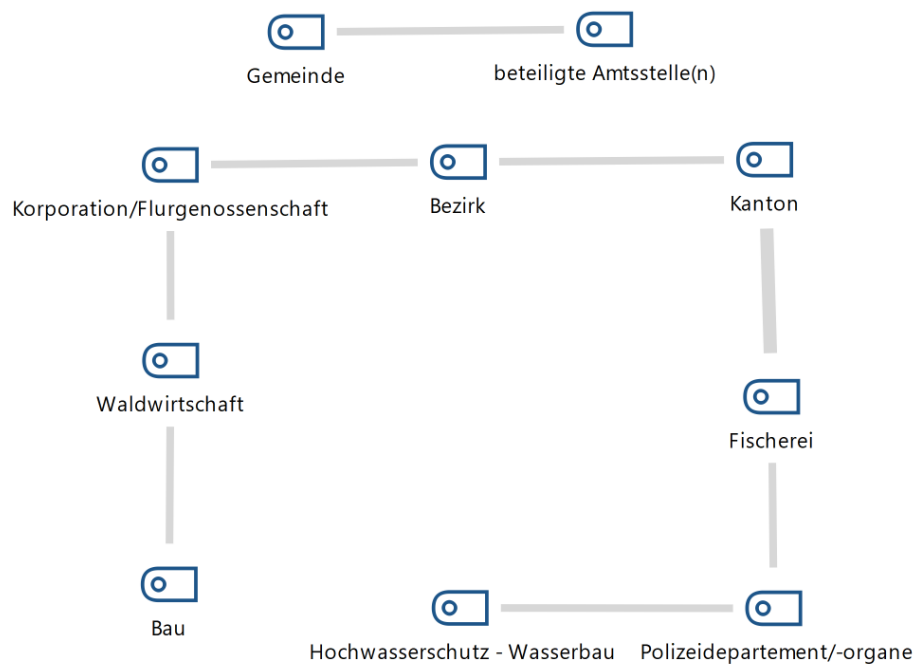 Gemeinde
beteiligte Amtsstelle(n)
Korporation/Flurgenossenschaft
Bezirk
Kanton
Waldwirtschaft
Fischerei
Bau
Hochwasserschutz - Wasserbau
Polizeidepartement/-organe